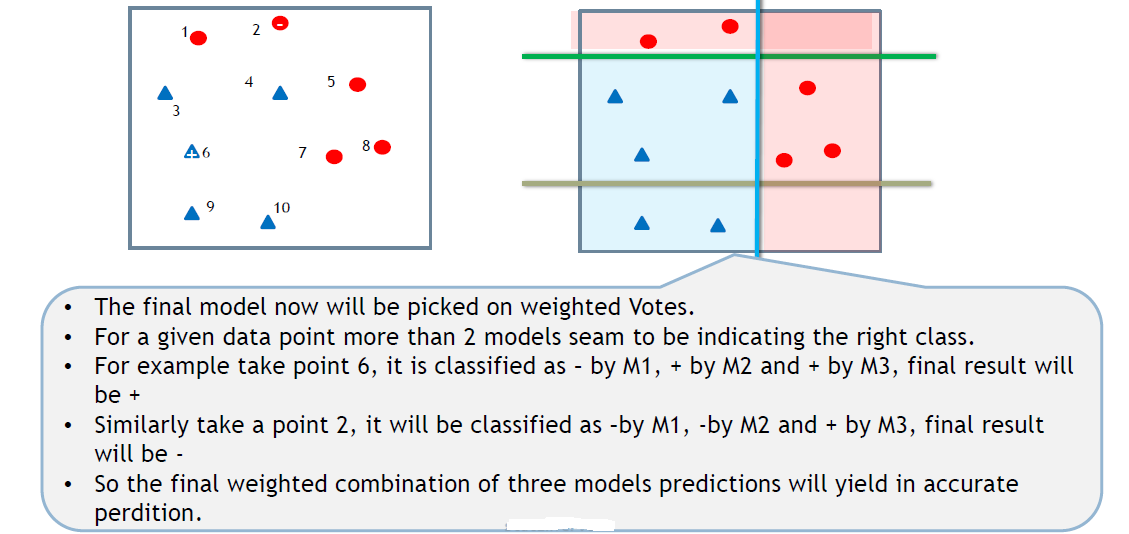 1
2
-
3
4
5
+
6
7
8
9
10
• The final model now will be picked on weighted Votes.
• For a given data point more than 2 models seam to be indicating the right class.
• For example take point 6, it is classified as – by M1, + by M2 and + by M3, final result will
be +
• Similarly take a point 2, it will be classified as –by M1, -by M2 and + by M3, final result
will be -
• So the final weighted combination of three models predictions will yield in accurate
perdition.